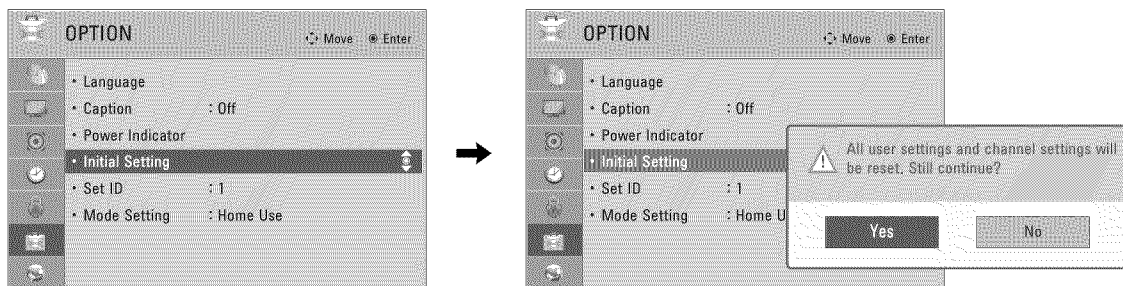 OPTION
Move Enter
• Language
• Caption : Off
• Power Indicator
• Initial Setting
• Set ID : 1
• Mode Setting : Home Use
OPTION
Move Enter
• Language
• Caption : Off
• Power Indicator
• Initial Setting
• Set ID : 1
• Mode Setting : Home U
All user settings and channel settings will
be reset. Still continue?
Yes No